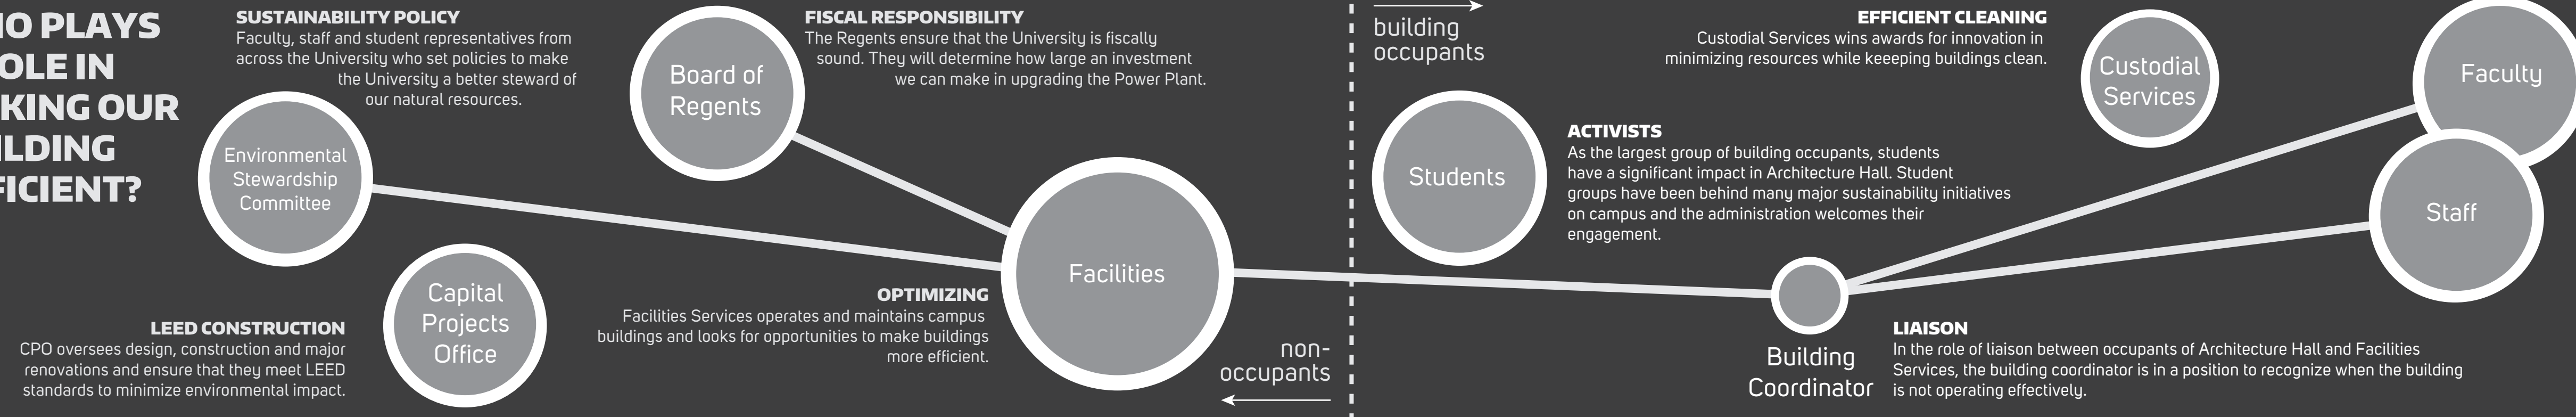 IO PLAYS
OLE IN
KING OUR
ILDING
FICIENT?
SUSTAINABILITY POLICY
Faculty, staff and student representatives from
across the University who set policies to make
the University a better steward of
our natural resources.
Environmental
Stewardship
Committee
LEED CONSTRUCTION
CPO oversees design, construction and major
renovations and ensure that they meet LEED
standards to minimize environmental impact.
Capital
Projects
Office
Board of
Regents
FISCAL RESPONSIBILITY
The Regents ensure that the University is fiscally
sound. They will determine how large an investment
we can make in upgrading the Power Plant.
OPTIMIZING
Facilities Services operates and maintains campus
buildings and looks for opportunities to make buildings
more efficient.
Facilities
non-
occupants
building
occupants
Students
ACTIVISTS
As the largest group of building occupants, students
have a significant impact in Architecture Hall. Student
groups have been behind many major sustainability initiatives
on campus and the administration welcomes their
engagement.
EFFICIENT CLEANING
Custodial Services wins awards for innovation in
minimizing resources while keeeping buildings clean.
Custodial
Services
Faculty
Staff
Building
Coordinator
LIAISON
In the role of liaison between occupants of Architecture Hall and Facilities
Services, the building coordinator is in a position to recognize when the building
is not operating effectively.